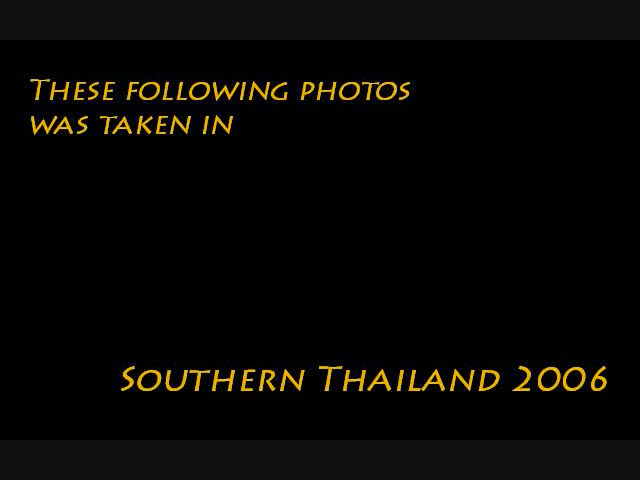 These following photos
was taken in
Southern Thailand 2006